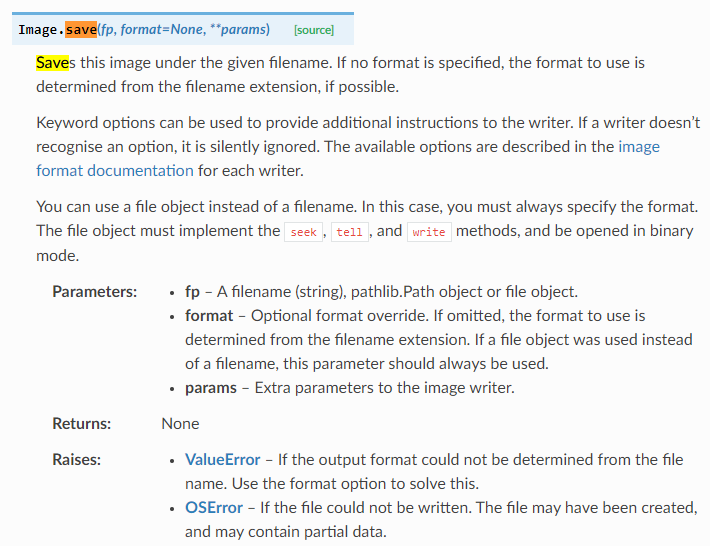 Image.save(fp, format=None, **params) [source]
Saves this image under the given filename. If no format is specified, the format to use is
determined from the filename extension, if possible.
Keyword options can be used to provide additional instructions to the writer. If a writer doesn’t
recognise an option, it is silently ignored. The available options are described in the image
format documentation for each writer.
You can use a file object instead of a filename. In this case, you must always specify the format.
The file object must implement the seek, tell, and write methods, and be opened in binary
mode.
Parameters: • fp – A filename (string), pathlib.Path object or file object.
• format – Optional format override. If omitted, the format to use is
determined from the filename extension. If a file object was used instead
of a filename, this parameter should always be used.
• params – Extra parameters to the image writer.
Returns: None
Raises: • ValueError – If the output format could not be determined from the file
name. Use the format option to solve this.
• OSError – If the file could not be written. The file may have been created,
and may contain partial data.